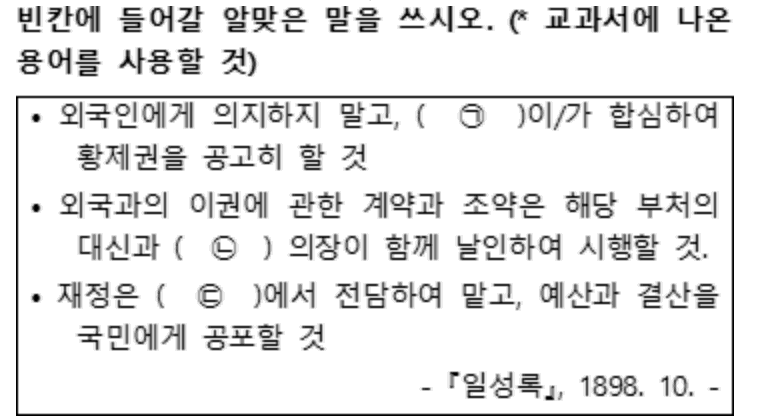 빈칸에 들어갈 알맞은 말을 쓰시오. (* 교과서에 나온
용어를 사용할 것)
• 외국인에게 의지하지 말고, ( ㉠ )이/가 합심하여
황제권을 공고히 할 것
• 외국과의 이권에 관한 계약과 조약은 해당 부처의
대신과 ( ㉡ ) 의장이 함께 날인하여 시행할 것.
• 재정은 ( ㉢ )에서 전담하여 맡고, 예산과 결산을
국민에게 공포할 것
-『일성록』, 1898. 10. -